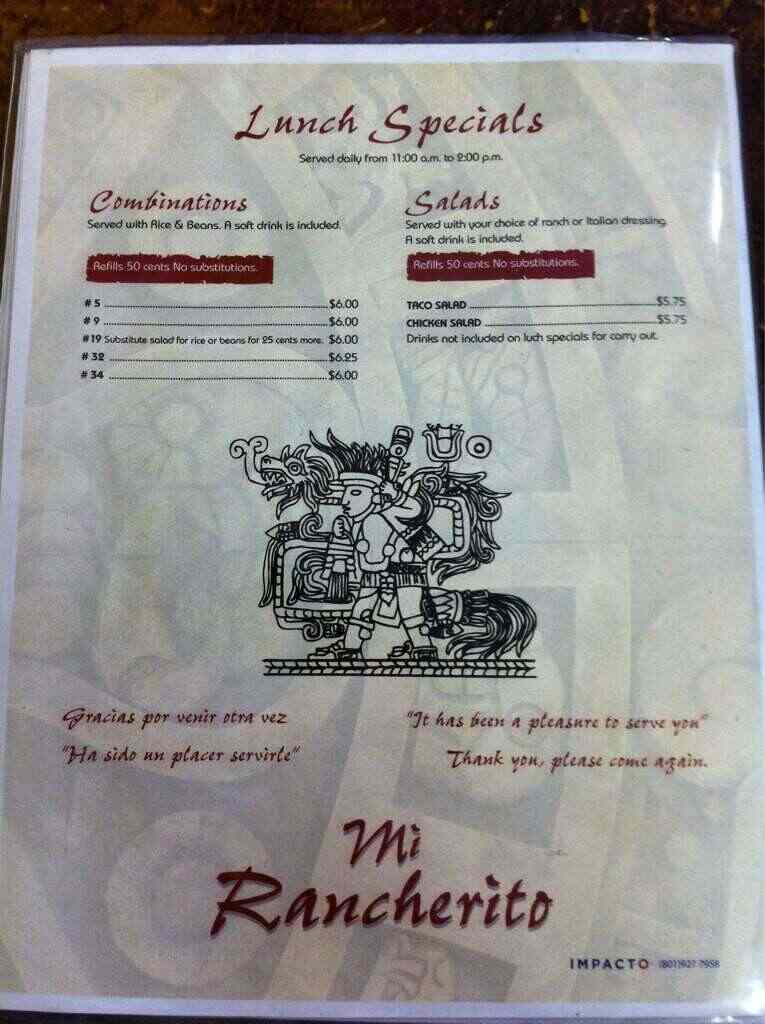 Lunch Specials
Served daily from 11:00 a.m. to 2:00 p.m.
Combinations
Served with Rice & Beans. A soft drink is included.
Refills 50 cents No substitutions.
# 5 $6.00
# 9 $6.00
#19 Substitute salad for rice or beans for 25 cents more. $6.00
# 32 $6.25
# 34 $6.00
Salads
Served with your choice of ranch or Italian dressing.
A soft drink is included.
Refills 50 cents No substitutions.
TACO SALAD $5.75
CHICKEN SALAD $5.75
Drinks not included on luch specials for carry out.
Gracias por venir otra vez
"Ha sido un placer servirle"
"It has been a pleasure to serve you"
Thank you, please come again.
Mi
Rancherito
IMPACTO